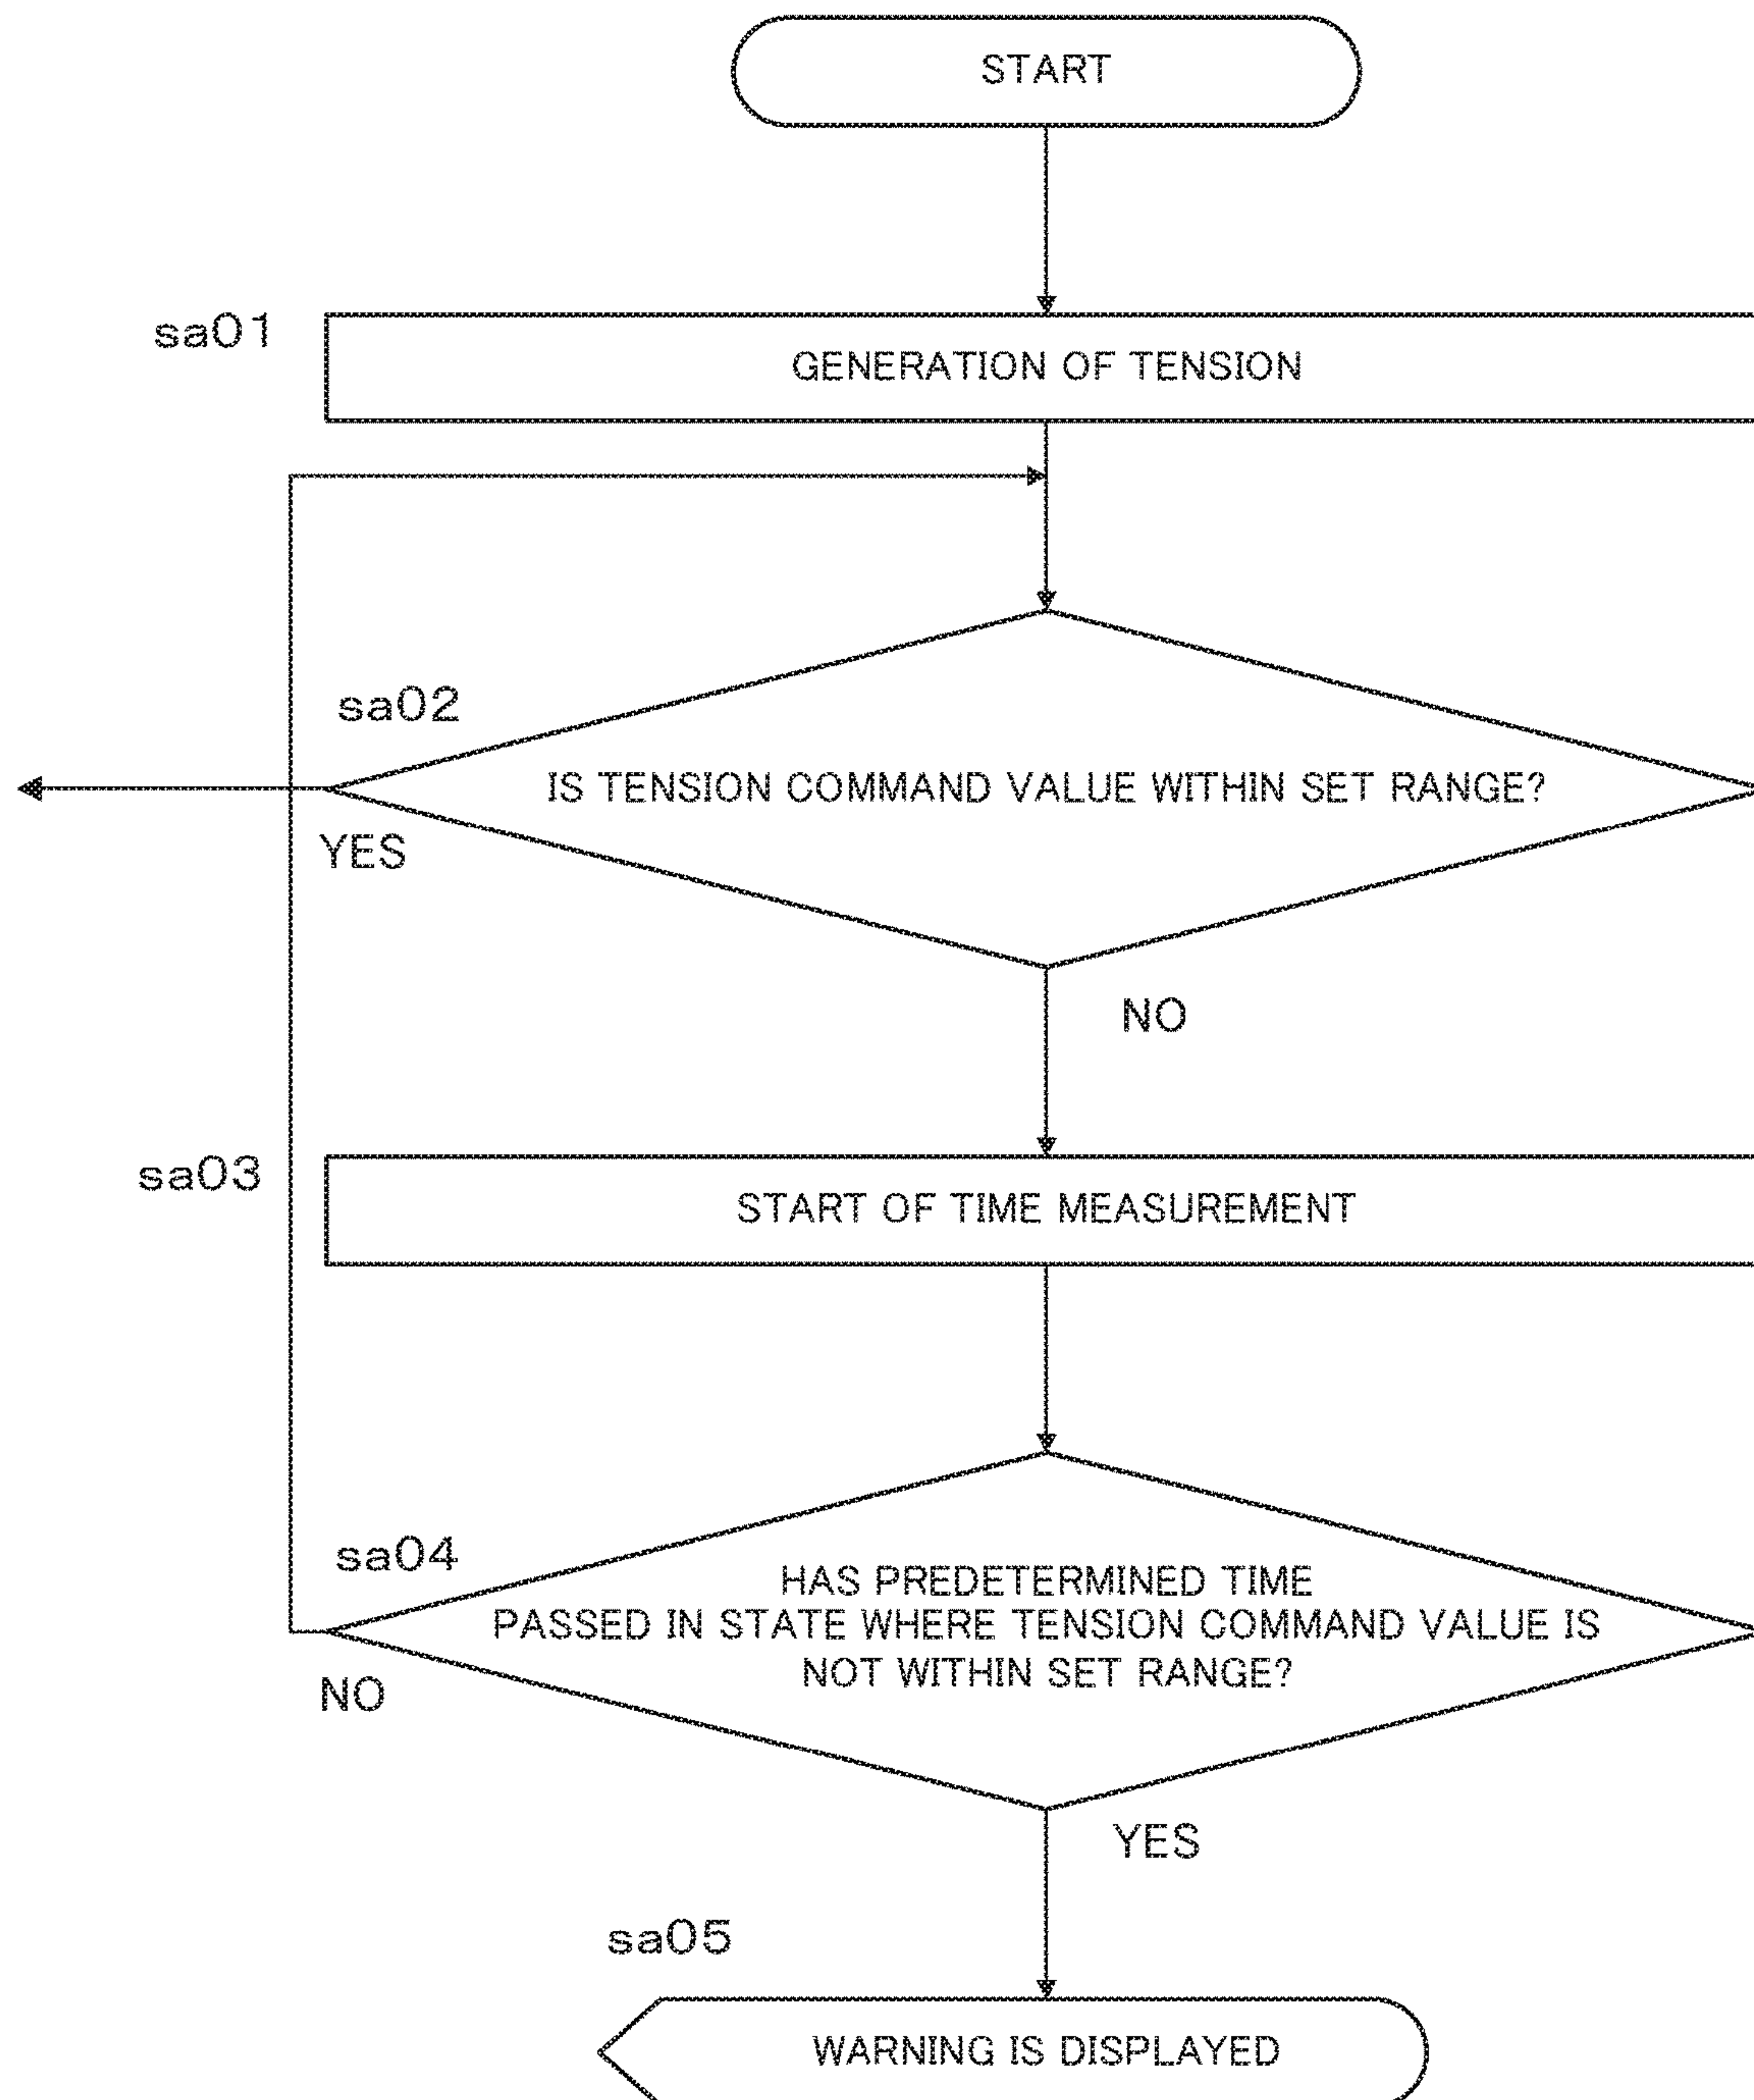 START
sa01
GENERATION OF TENSION
sa02
IS TENSION COMMAND VALUE WITHIN SET RANGE?
YES
NO
sa03
START OF TIME MEASUREMENT
sa04
HAS PREDETERMINED TIME
PASSED IN STATE WHERE TENSION COMMAND VALUE IS
NOT WITHIN SET RANGE?
NO
YES
sa05
WARNING IS DISPLAYED